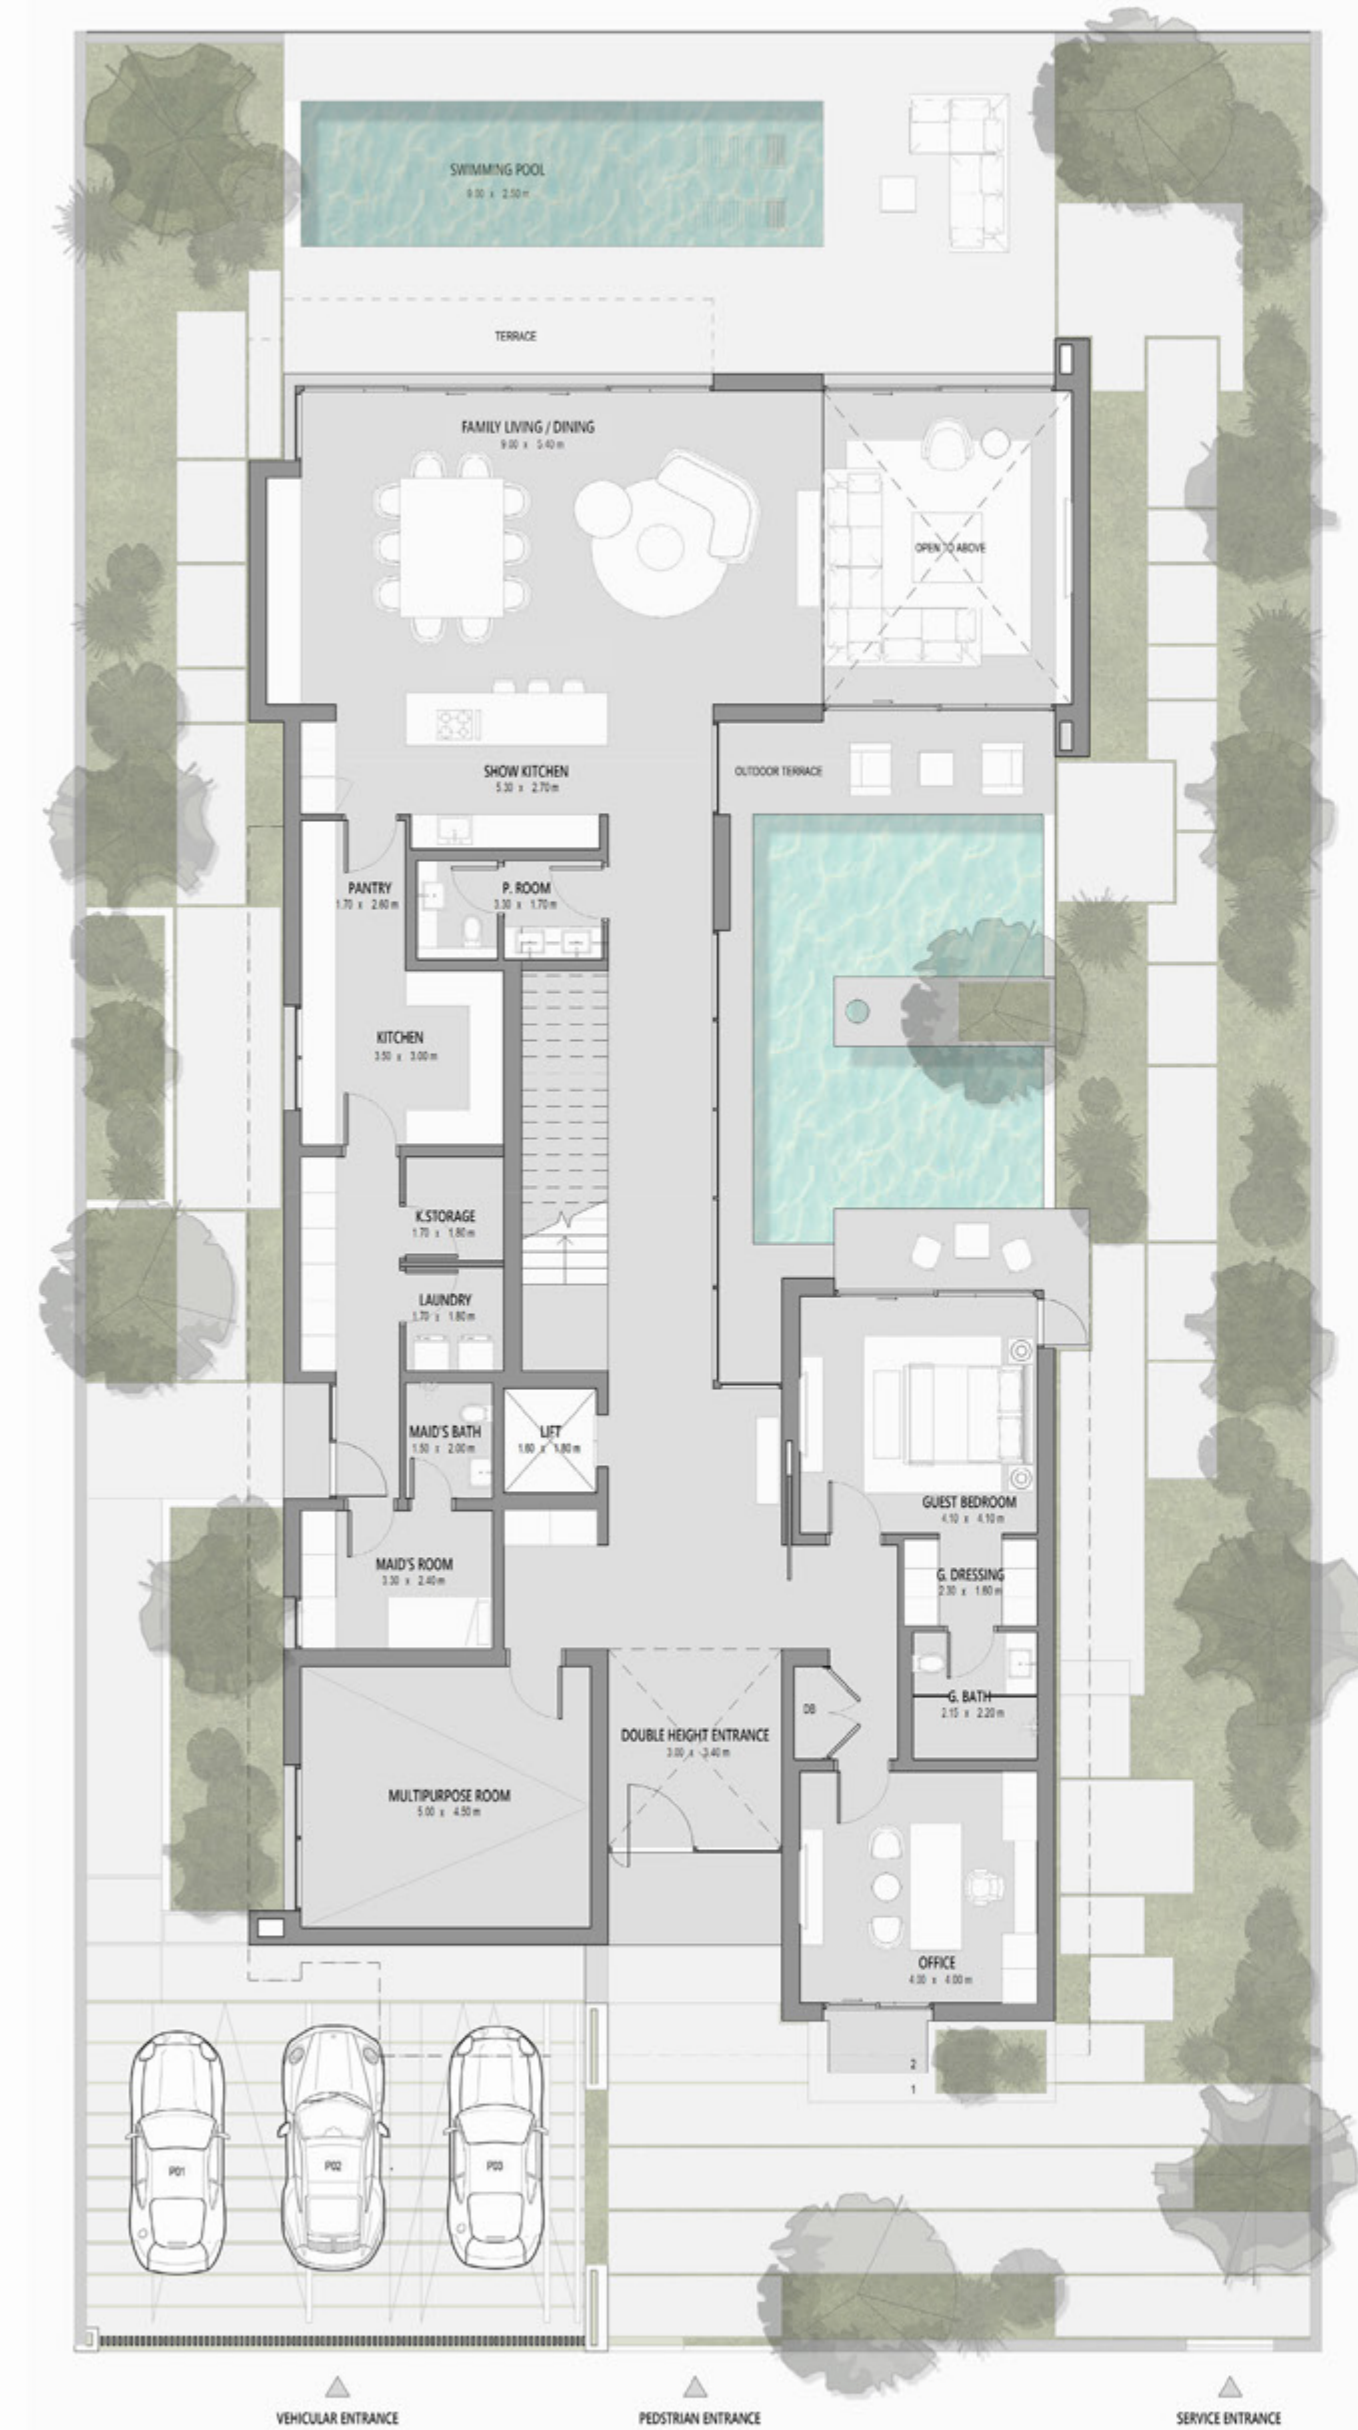 SWIMMING POOL
9.00 x 2.50 m
TERRACE
FAMILY LIVING / DINING
9.00 x 5.40 m
OPEN TO ABOVE
SHOW KITCHEN
5.30 x 2.70 m
OUTDOOR TERRACE
PANTRY
1.70 x 2.60 m
P. ROOM
3.30 x 1.70 m
KITCHEN
3.50 x 3.00 m
K.STORAGE
1.70 x 1.80 m
LAUNDRY
1.70 x 1.80 m
MAID'S BATH
1.50 x 2.00 m
LIFT
1.60 x 1.80 m
GUEST BEDROOM
4.10 x 4.10 m
MAID'S ROOM
3.30 x 2.40 m
G. DRESSING
2.30 x 1.60 m
G. BATH
2.15 x 2.20 m
DB
DOUBLE HEIGHT ENTRANCE
3.00 x 3.40 m
MULTIPURPOSE ROOM
5.00 x 4.50 m
OFFICE
4.00 m
2
1
P01
P02
P03
VEHICULAR ENTRANCE
PEDSTRIAN ENTRANCE
SERVICE ENTRANCE